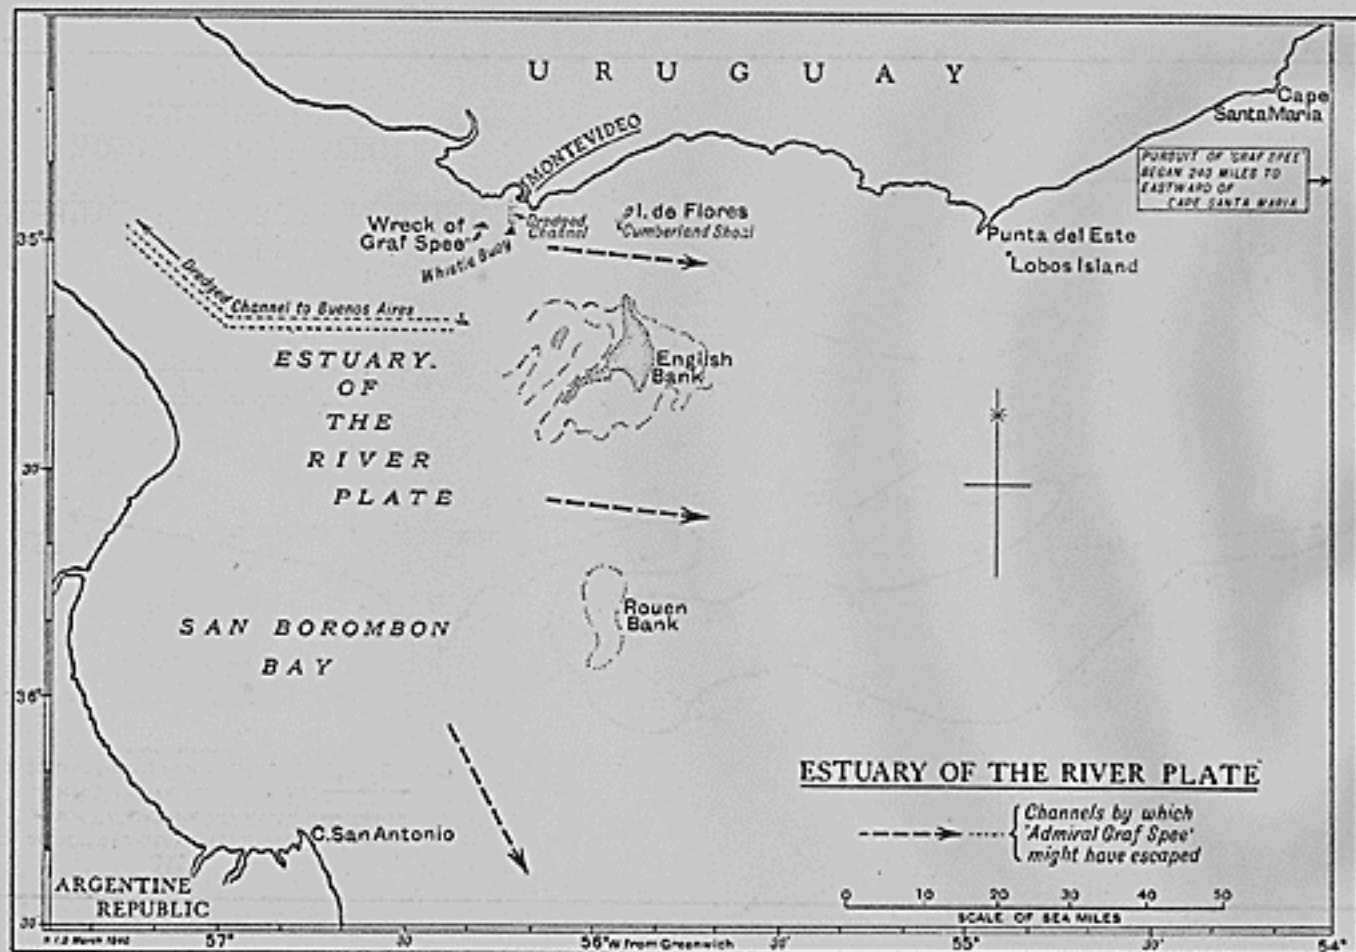 URUGUAY
Cape
Santa Maria
MONTEVIDEO
PURSUIT OF 'GRAF SPEE'
BEGAN 240 MILES TO
EASTWARD OF
CAPE SANTA MARIA
Wreck of
Graf Spee"
Dredged
Channel
I. de Flores
Cumberland Shoal
Whistle Buoy
Punta del Este
Lobos Island
35°
Dredged Channel to Buenos Aires
ESTUARY.
OF
THE
RIVER
PLATE
English
Bank
30'
SAN BOROMBON
BAY
Rouen
Bank
36°
ESTUARY OF THE RIVER PLATE
Channels by which
'Admiral Graf Spee'
might have escaped
C. San Antonio
ARGENTINE
REPUBLIC
0 10 20 30 40 50
SCALE OF SEA MILES
30'
March 1940
57° 30' 56° W from Greenwich 30' 55° 30' 54°